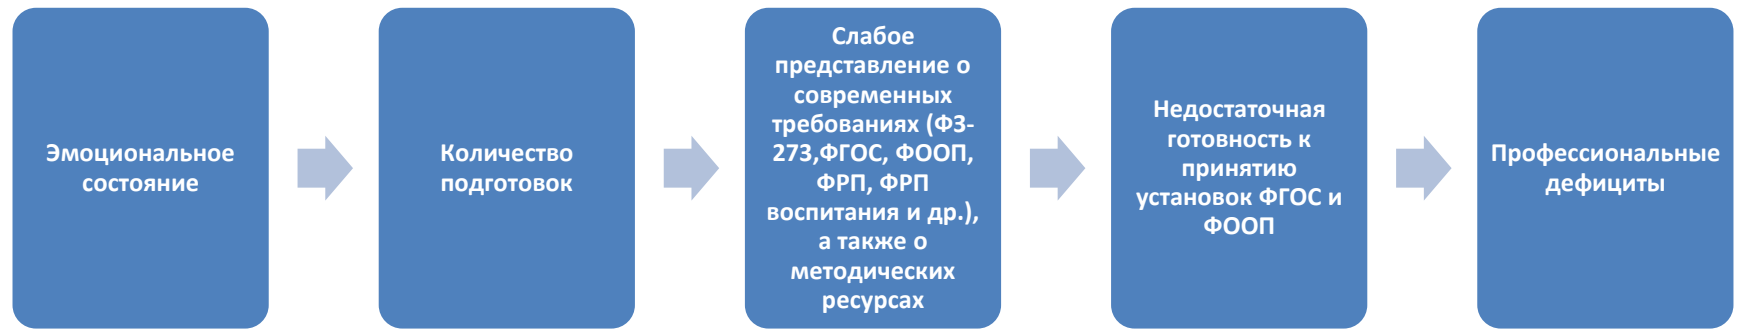 Эмоциональное
состояние
Количество
подготовок
Слабое
представление о
современных
требованиях (ФЗ-
273,ФГОС, ФООП,
ФРП, ФРП
воспитания и др.),
а также о
методических
ресурсах
Недостаточная
готовность к
принятию
установок ФГОС и
ФООП
Профессиональные
дефициты